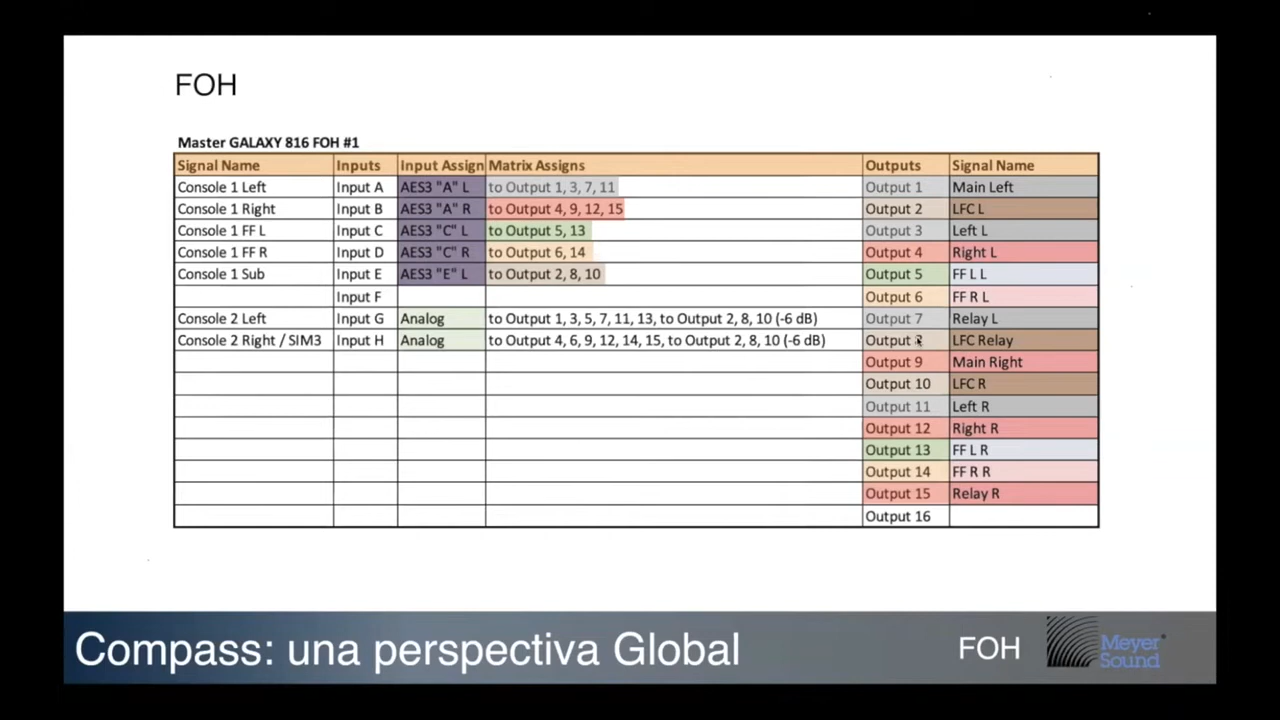 FOH
Master GALAXY 816 FOH #1
Signal Name Inputs Input Assign Matrix Assigns Outputs Signal Name
Console 1 Left Input A AES3 "A" L to Output 1, 3, 7, 11 Output 1 Main Left
Console 1 Right Input B AES3 "A" R to Output 4, 9, 12, 15 Output 2 LFC L
Console 1 FF L Input C AES3 "C" L to Output 5, 13 Output 3 Left L
Console 1 FF R Input D AES3 "C" R to Output 6, 14 Output 4 Right L
Console 1 Sub Input E AES3 "E" L to Output 2, 8, 10 Output 5 FF L L
Input F Output 6 FF R L
Console 2 Left Input G Analog to Output 1, 3, 5, 7, 11, 13, to Output 2, 8, 10 (-6 dB) Output 7 Relay L
Console 2 Right / SIM3 Input H Analog to Output 4, 6, 9, 12, 14, 15, to Output 2, 8, 10 (-6 dB) Output LFC Relay
Output 9 Main Right
Output 10 LFC R
Output 11 Left R
Output 12 Right R
Output 13 FF L R
Output 14 FF R R
Output 15 Relay R
Output 16
Compass: una perspectiva Global FOH Meyer Sound